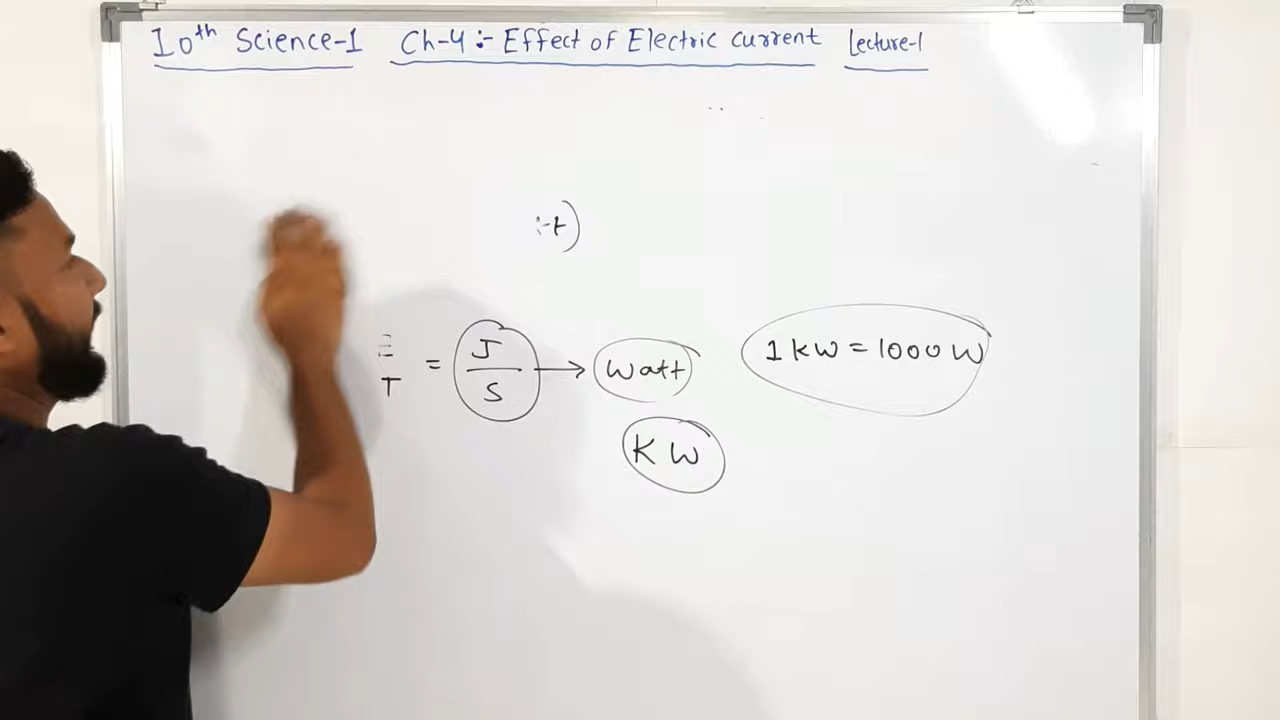 10th Science-1 Ch-4 :- Effect of Electric current Lecture-1
E
T
= J
S → Watt
1 kW = 1000 W
KW